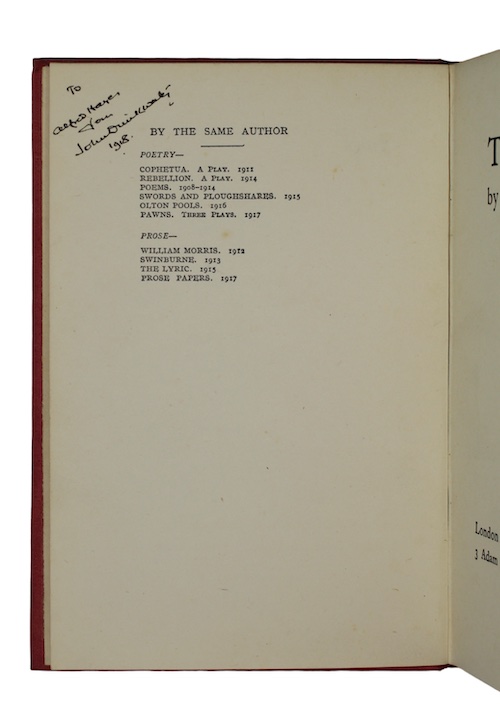 To
Alfred Hayes
from
John Drinkwater
1918.
BY THE SAME AUTHOR
POETRY—
COPHETUA. A PLAY. 1911
REBELLION. A PLAY. 1914
POEMS. 1908-1914
SWORDS AND PLOUGHSHARES. 1915
OLTON POOLS. 1916
PAWNS. THREE PLAYS. 1917
PROSE—
WILLIAM MORRIS. 1912
SWINBURNE. 1913
THE LYRIC. 1915
PROSE PAPERS. 1917
T
by
London
3 Adam